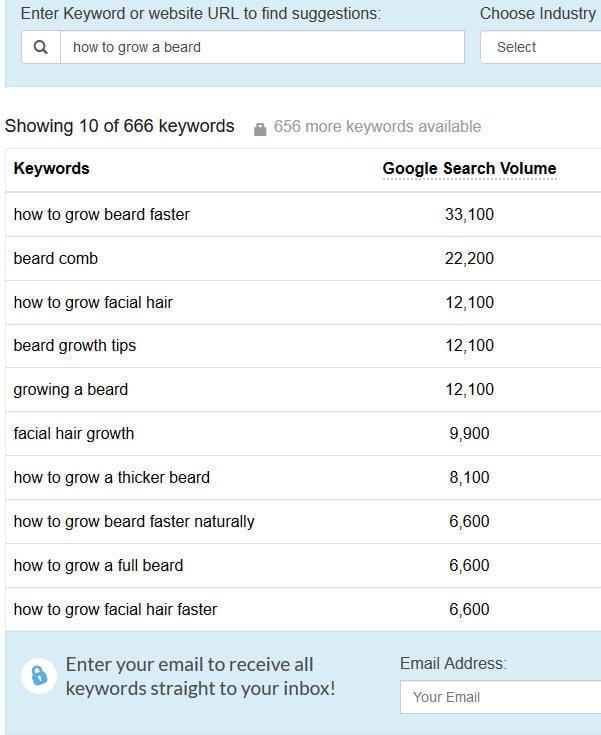 Enter Keyword or website URL to find suggestions: Choose Industry
how to grow a beard Select
Showing 10 of 666 keywords 656 more keywords available
Keywords Google Search Volume
how to grow beard faster 33,100
beard comb 22,200
how to grow facial hair 12,100
beard growth tips 12,100
growing a beard 12,100
facial hair growth 9,900
how to grow a thicker beard 8,100
how to grow beard faster naturally 6,600
how to grow a full beard 6,600
how to grow facial hair faster 6,600
Enter your email to receive all
keywords straight to your inbox!
Email Address:
Your Email